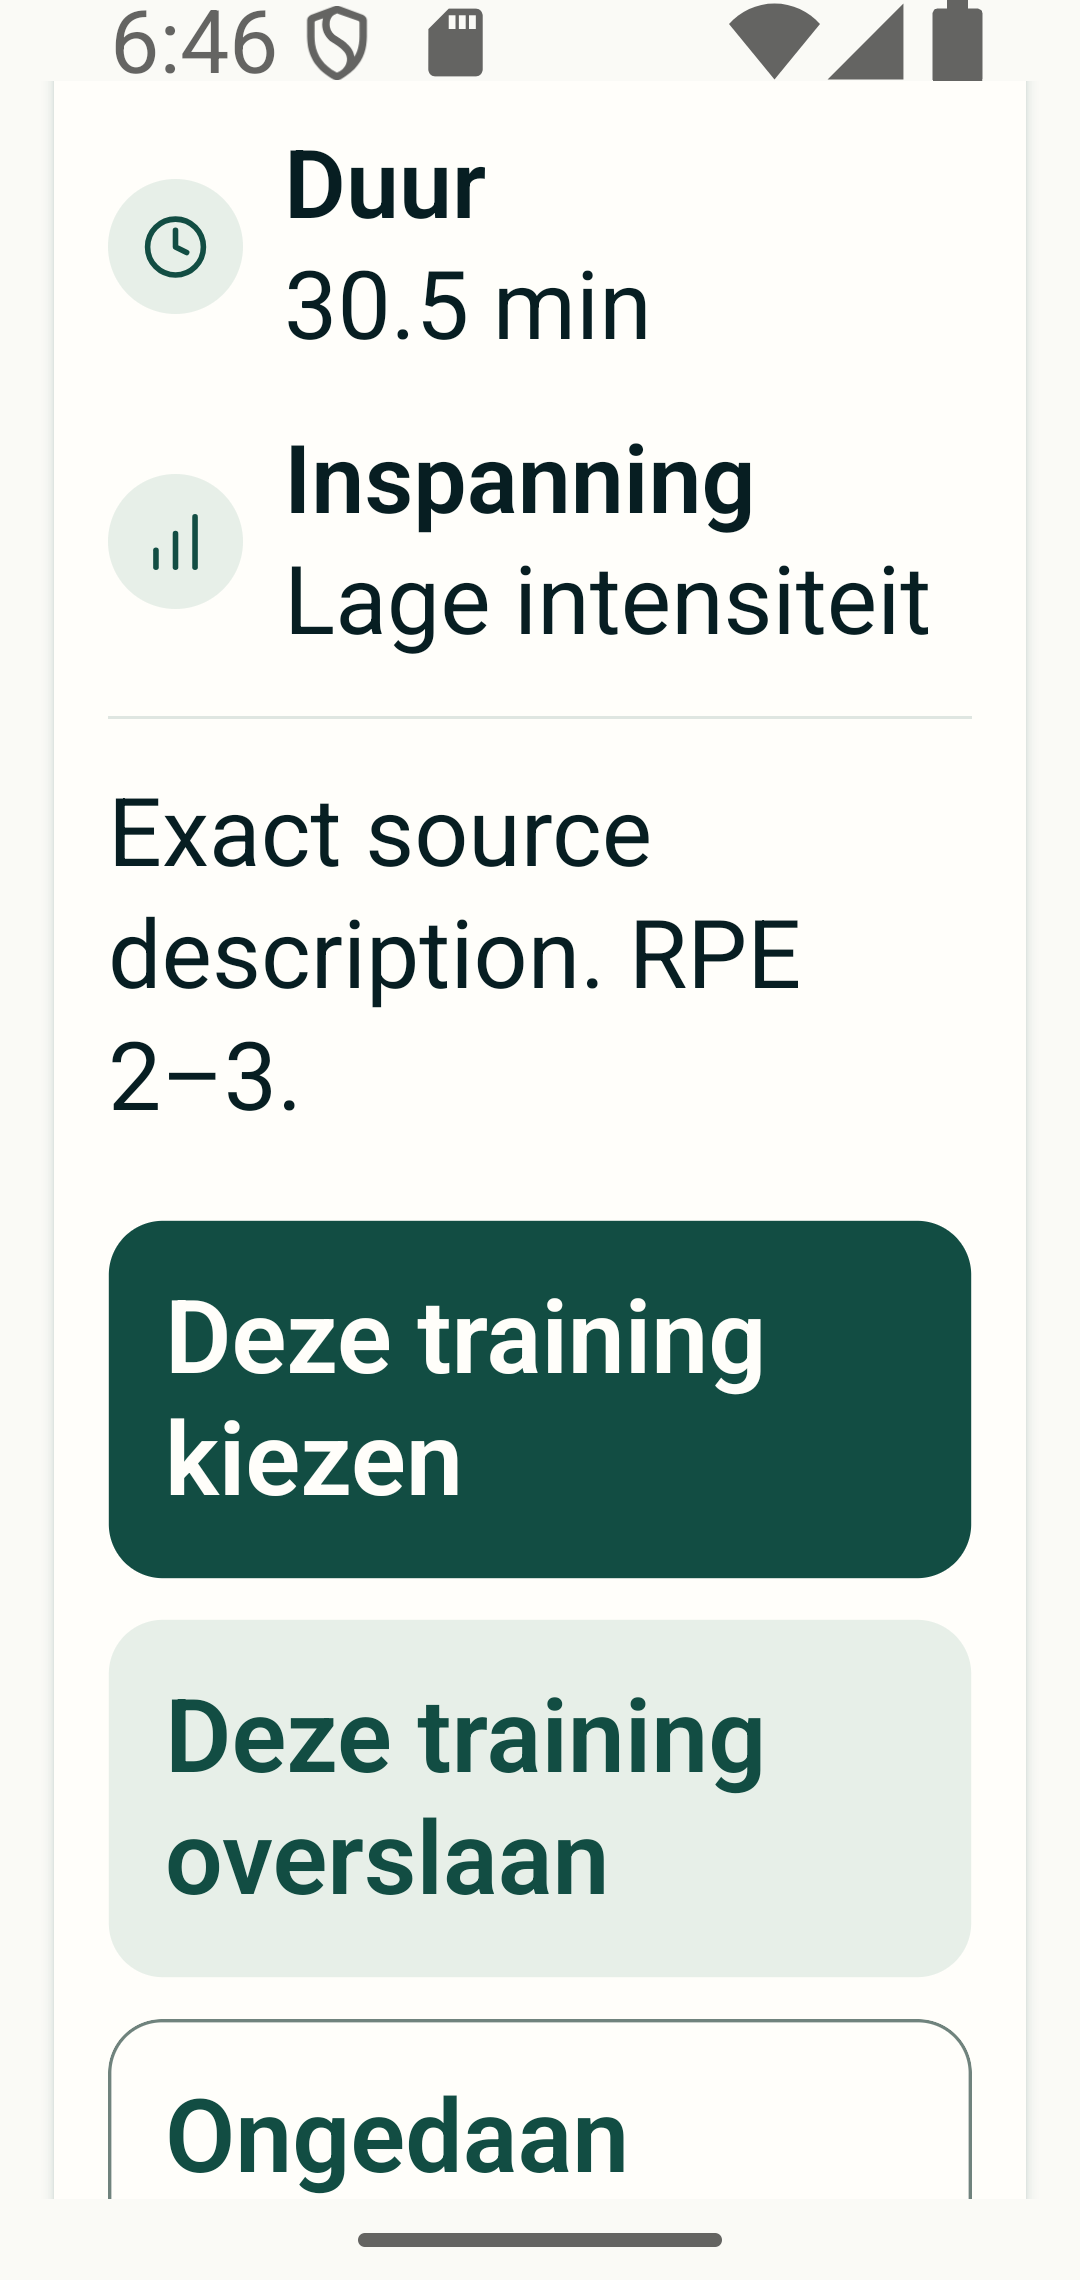 6:46
Duur
30.5 min
Inspanning
Lage intensiteit
Exact source
description. RPE
2–3.
Deze training
kiezen
Deze training
overslaan
Ongedaan